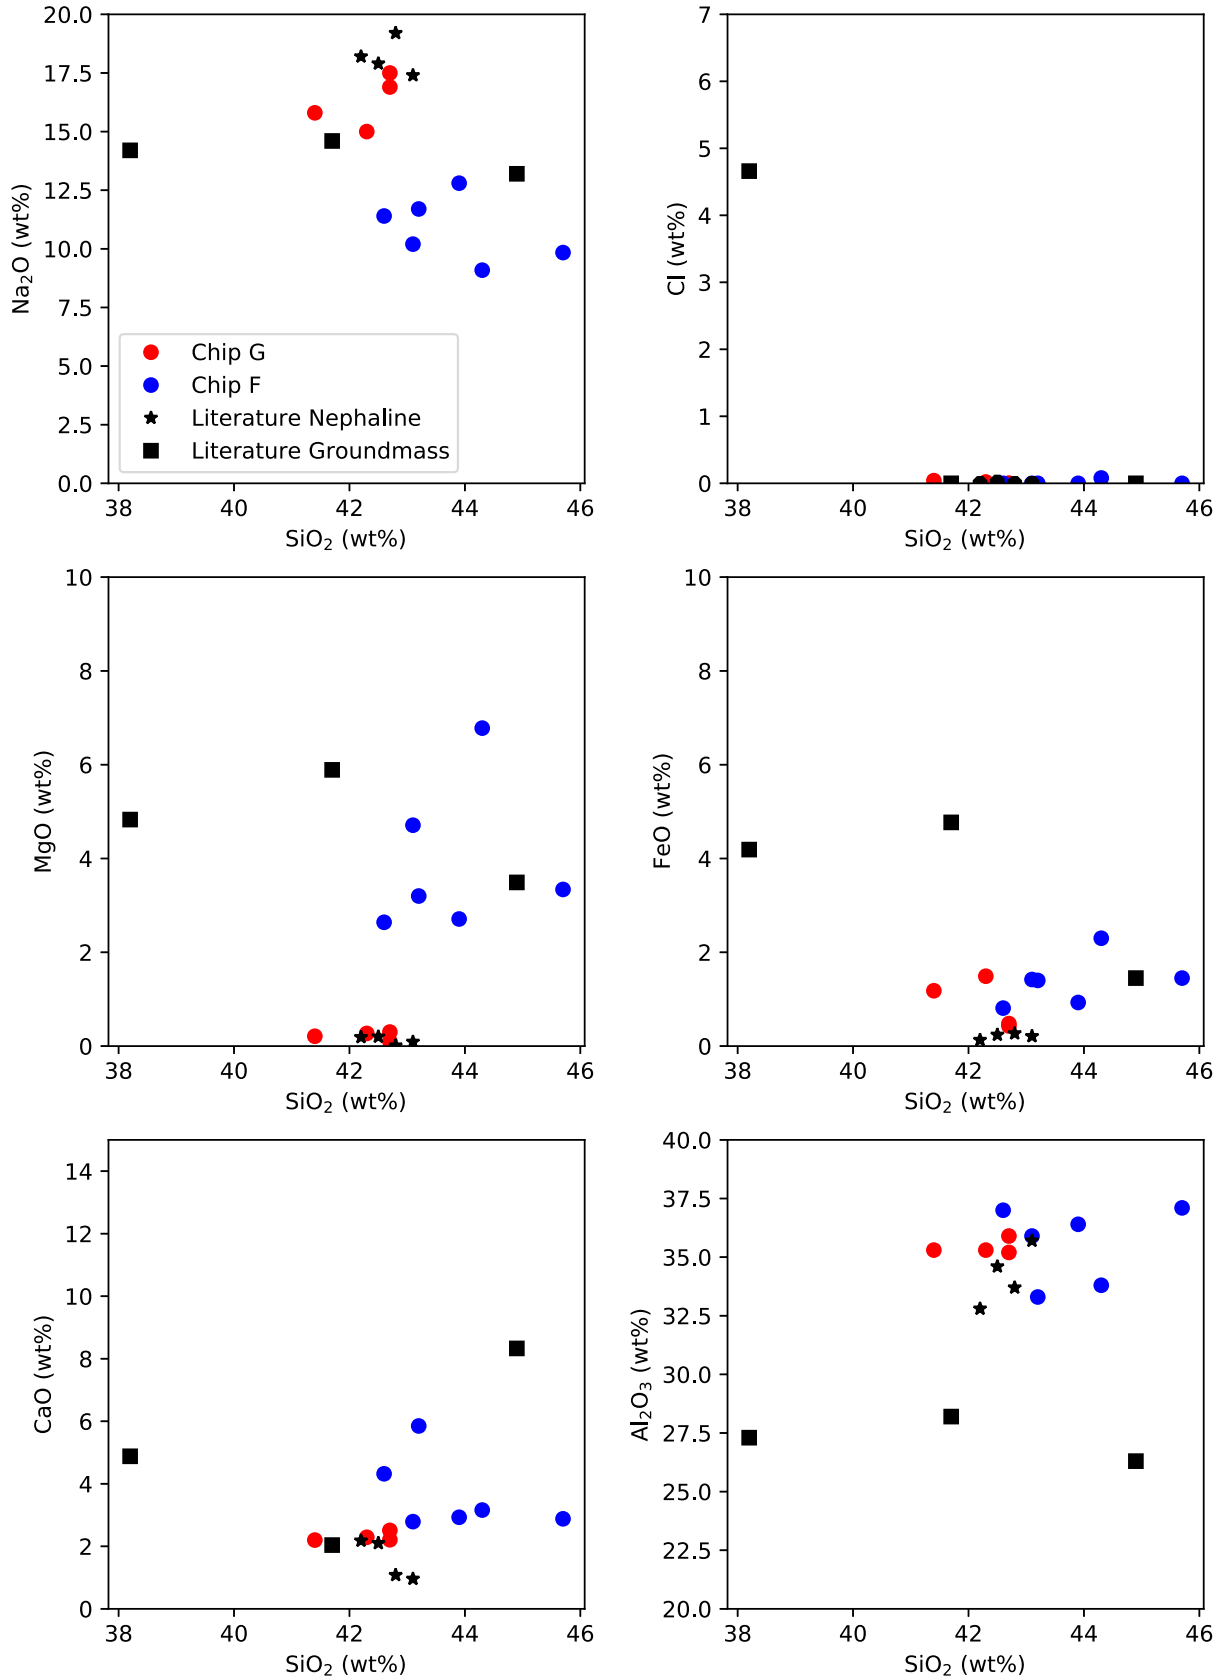 20.0
17.5
15.0
12.5
10.0
7.5
5.0
2.5
0.0
Na₂O (wt%)
Chip G
Chip F
Literature Nephaline
Literature Groundmass
38 40 42 44 46
SiO₂ (wt%)
7
6
5
4
3
2
1
0
Cl (wt%)
38 40 42 44 46
SiO₂ (wt%)
10
8
6
4
2
0
MgO (wt%)
38 40 42 44 46
SiO₂ (wt%)
10
8
6
4
2
0
FeO (wt%)
38 40 42 44 46
SiO₂ (wt%)
14
12
10
8
6
4
2
0
CaO (wt%)
38 40 42 44 46
SiO₂ (wt%)
40.0
37.5
35.0
32.5
30.0
27.5
25.0
22.5
20.0
Al₂O₃ (wt%)
38 40 42 44 46
SiO₂ (wt%)